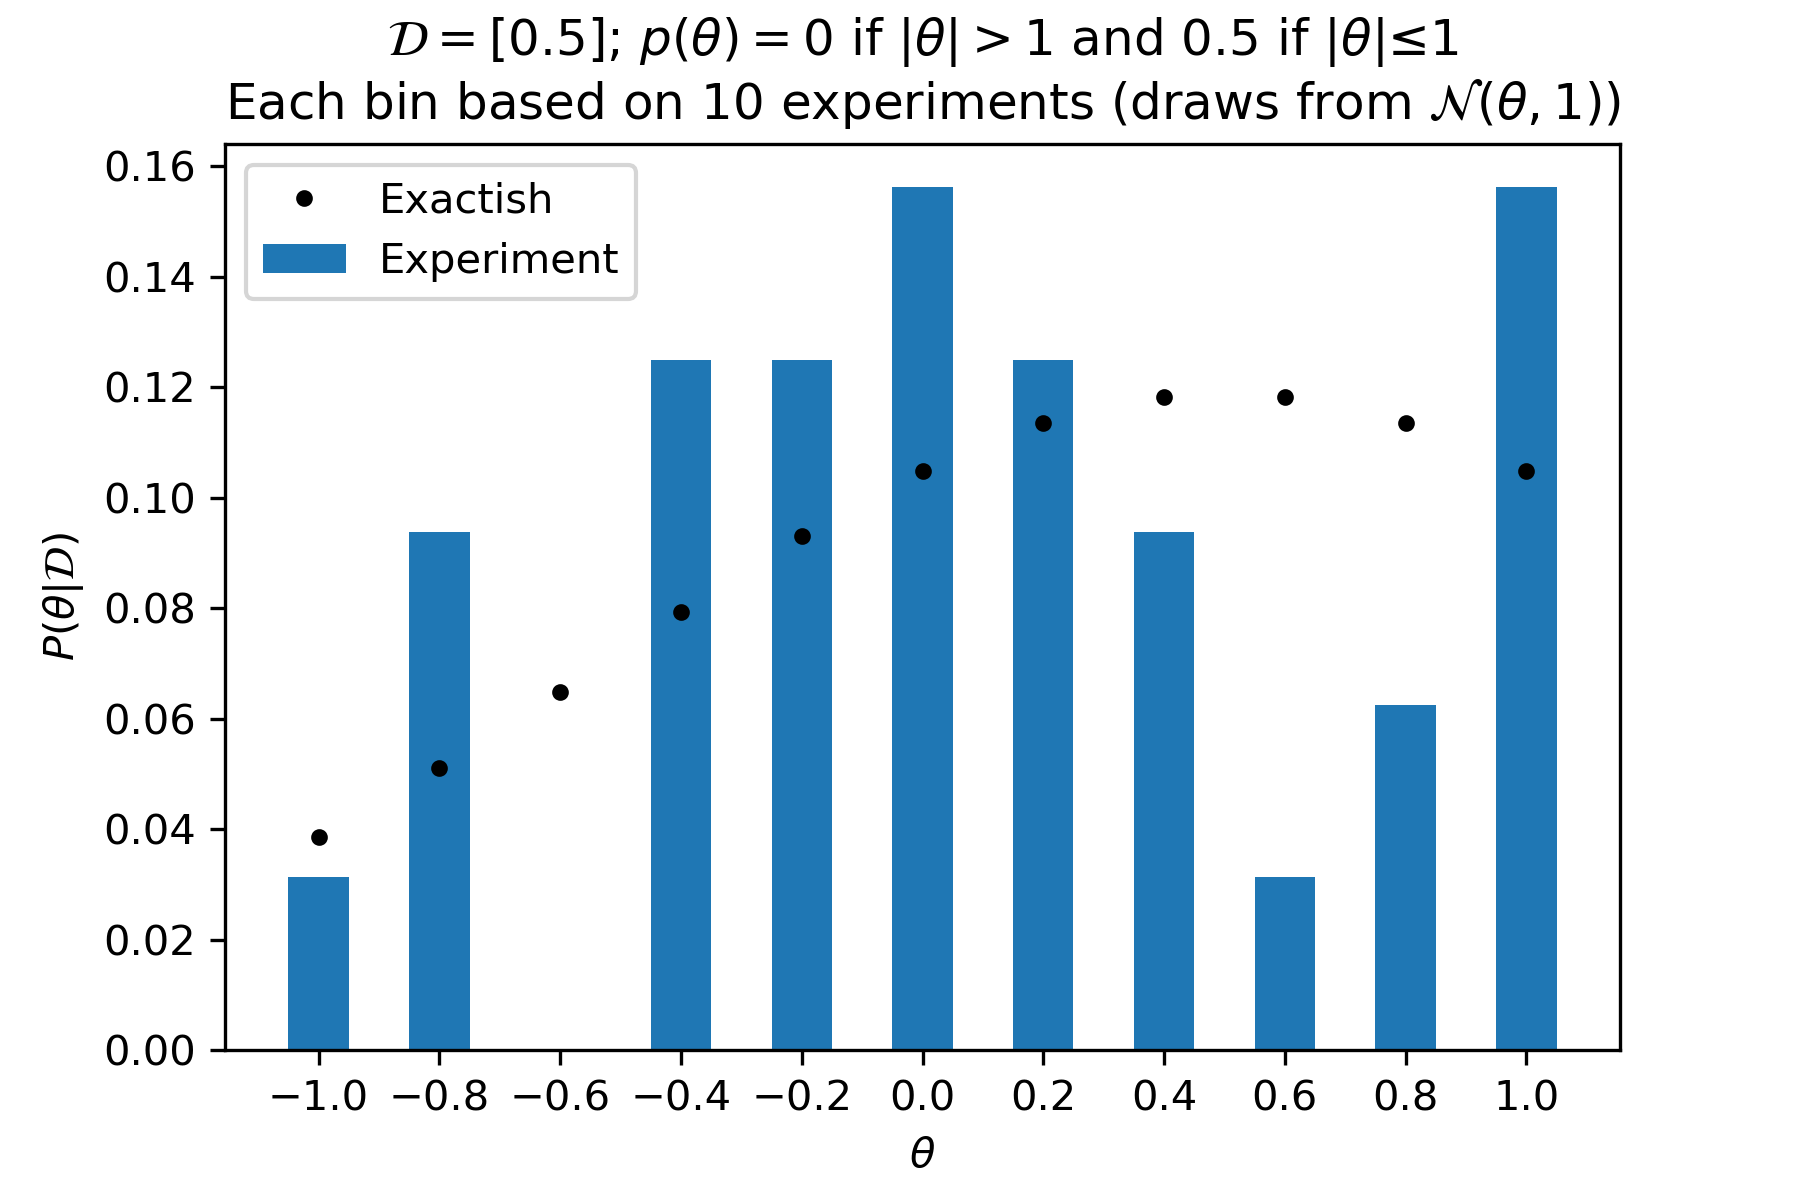 𝒟 = [0.5]; p(θ) = 0 if |θ| > 1 and 0.5 if |θ|≤1
Each bin based on 10 experiments (draws from 𝒩(θ, 1))
Exactish
Experiment
P(θ|𝒟)
0.16
0.14
0.12
0.10
0.08
0.06
0.04
0.02
0.00
−1.0 −0.8 −0.6 −0.4 −0.2 0.0 0.2 0.4 0.6 0.8 1.0
θ